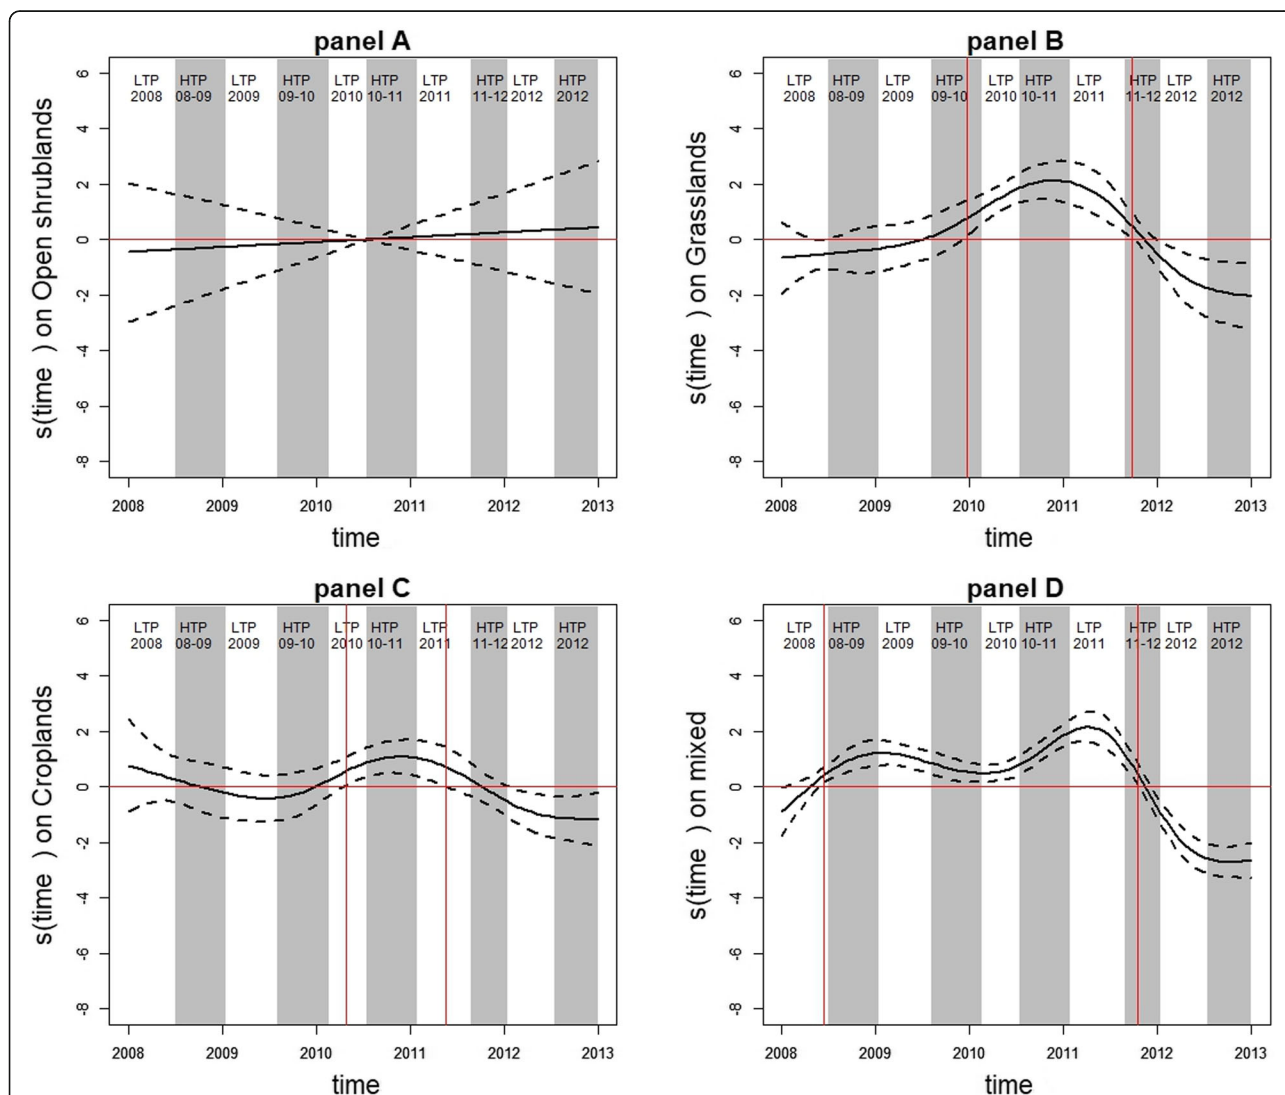 panel A
6
4
2
0
-2
-4
-6
-8
s(time ) on Open shrublands
LTP HTP LTP HTP LTP HTP LTP HTP LTP HTP
2008 08-09 2009 09-10 2010 10-11 2011 11-12 2012 2012
2008 2009 2010 2011 2012 2013
time
panel B
6
4
2
0
-2
-4
-6
-8
s(time ) on Grasslands
LTP HTP LTP HTP LTP HTP LTP HTP LTP HTP
2008 08-09 2009 09-10 2010 10-11 2011 11-12 2012 2012
2008 2009 2010 2011 2012 2013
time
panel C
6
4
2
0
-2
-4
-6
-8
s(time ) on Croplands
LTP HTP LTP HTP LTP HTP LTP HTP LTP HTP
2008 08-09 2009 09-10 2010 10-11 2011 11-12 2012 2012
2008 2009 2010 2011 2012 2013
time
panel D
6
4
2
0
-2
-4
-6
-8
s(time ) on mixed
LTP HTP LTP HTP LTP HTP LTP HTP LTP HTP
2008 08-09 2009 09-10 2010 10-11 2011 11-12 2012 2012
2008 2009 2010 2011 2012 2013
time